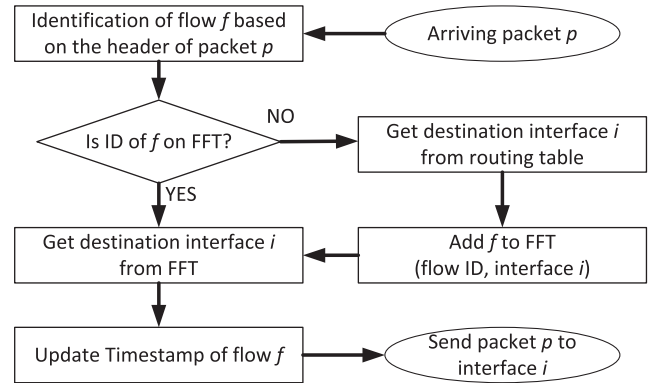 Identification of flow f based
on the header of packet p
Arriving packet p
Is ID of f on FFT?
NO
YES
Get destination interface i
from routing table
Get destination interface i
from FFT
Add f to FFT
(flow ID, interface i)
Update Timestamp of flow f
Send packet p to
interface i